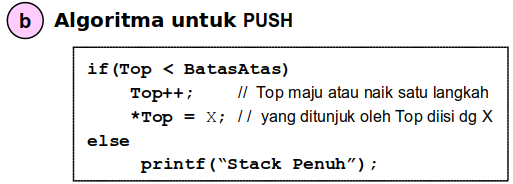 b Algoritma untuk PUSH
if(Top < BatasAtas)
Top++; // Top maju atau naik satu langkah
*Top = X; // yang ditunjuk oleh Top diisi dg X
else
printf(“Stack Penuh”);